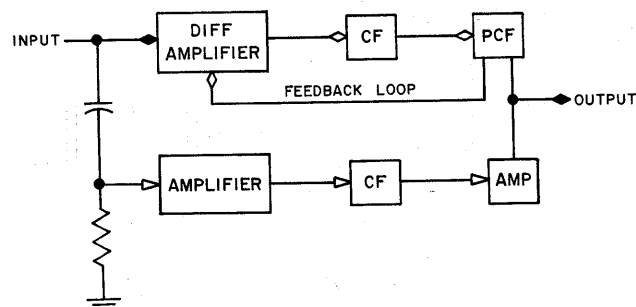 INPUT
DIFF
AMPLIFIER
CF
PCF
FEEDBACK LOOP
OUTPUT
AMPLIFIER
CF
AMP